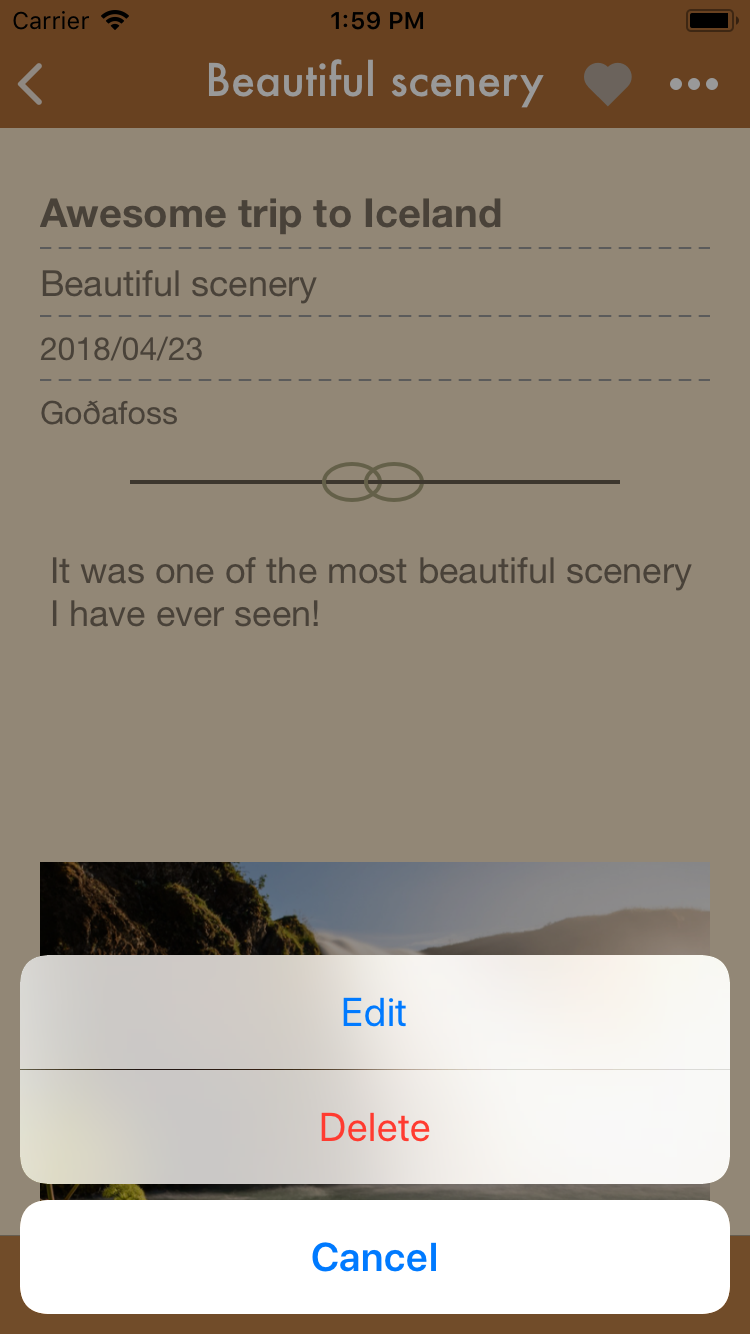 Carrier 1:59 PM
Beautiful scenery
Awesome trip to Iceland
Beautiful scenery
2018/04/23
Goðafoss
It was one of the most beautiful scenery
I have ever seen!
Edit
Delete
Cancel